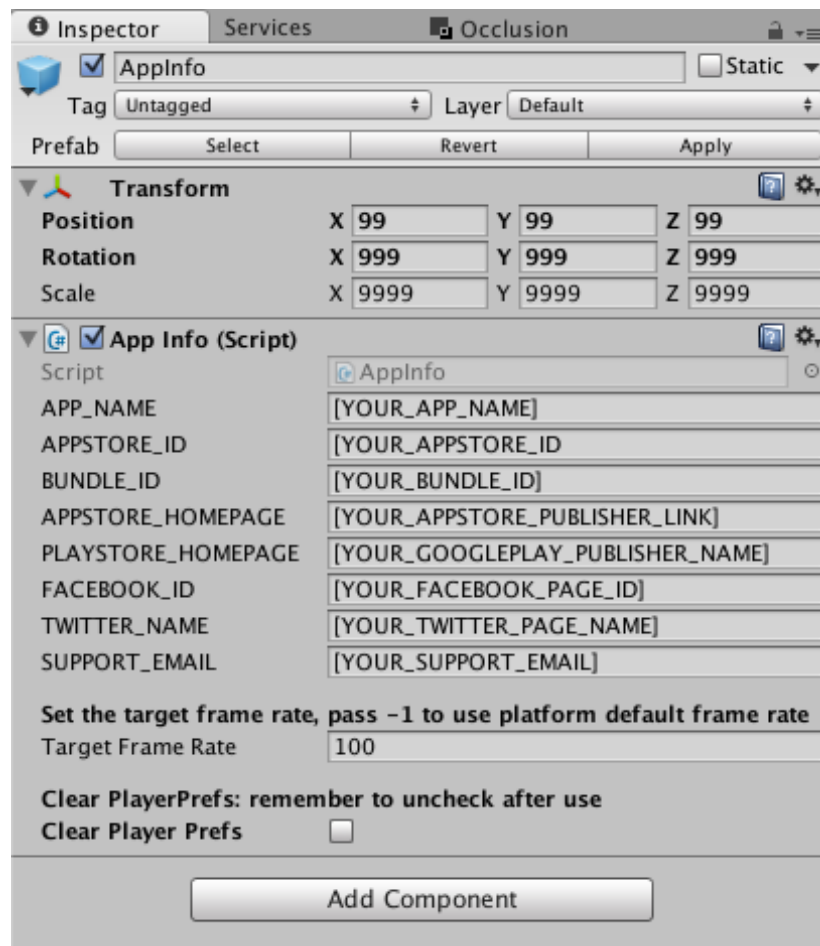 Inspector Services Occlusion
AppInfo Static
Tag Untagged Layer Default
Prefab Select Revert Apply
Transform
Position X 99 Y 99 Z 99
Rotation X 999 Y 999 Z 999
Scale X 9999 Y 9999 Z 9999
App Info (Script)
Script AppInfo
APP_NAME [YOUR_APP_NAME]
APPSTORE_ID [YOUR_APPSTORE_ID
BUNDLE_ID [YOUR_BUNDLE_ID]
APPSTORE_HOMEPAGE [YOUR_APPSTORE_PUBLISHER_LINK]
PLAYSTORE_HOMEPAGE [YOUR_GOOGLEPLAY_PUBLISHER_NAME]
FACEBOOK_ID [YOUR_FACEBOOK_PAGE_ID]
TWITTER_NAME [YOUR_TWITTER_PAGE_NAME]
SUPPORT_EMAIL [YOUR_SUPPORT_EMAIL]
Set the target frame rate, pass -1 to use platform default frame rate
Target Frame Rate 100
Clear PlayerPrefs: remember to uncheck after use
Clear Player Prefs
Add Component